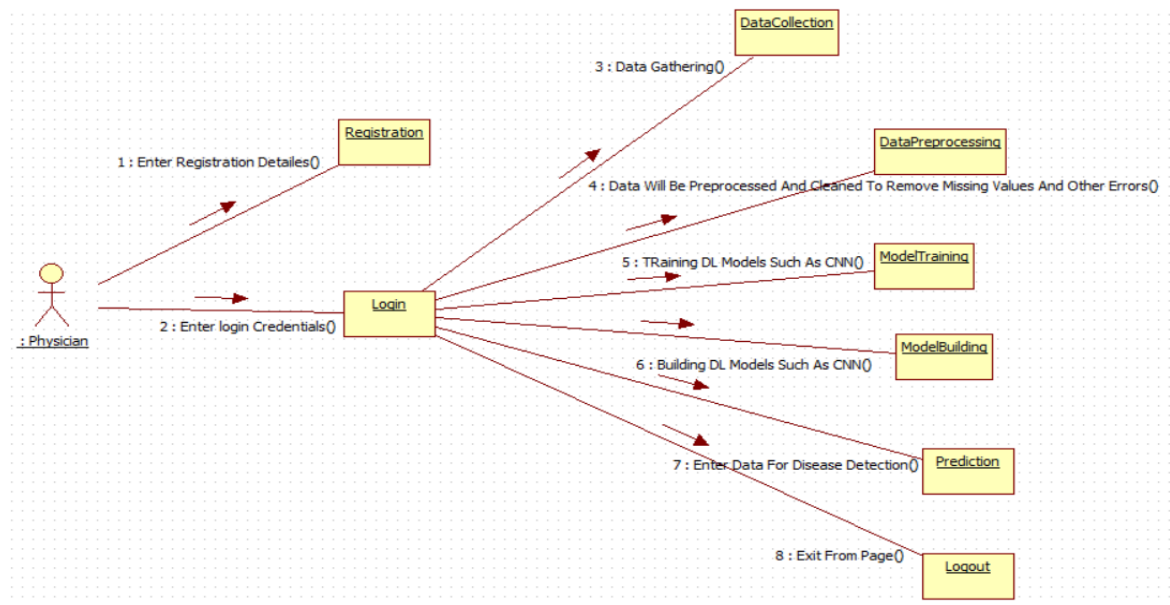 DataCollection
3 : Data Gathering()
Registration
1 : Enter Registration Detailes()
DataPreprocessing
4 : Data Will Be Preprocessed And Cleaned To Remove Missing Values And Other Errors()
ModelTraining
5 : TRaining DL Models Such As CNN()
Login
2 : Enter login Credentials()
: Physician
ModelBuilding
6 : Building DL Models Such As CNN()
Prediction
7 : Enter Data For Disease Detection()
8 : Exit From Page()
Logout